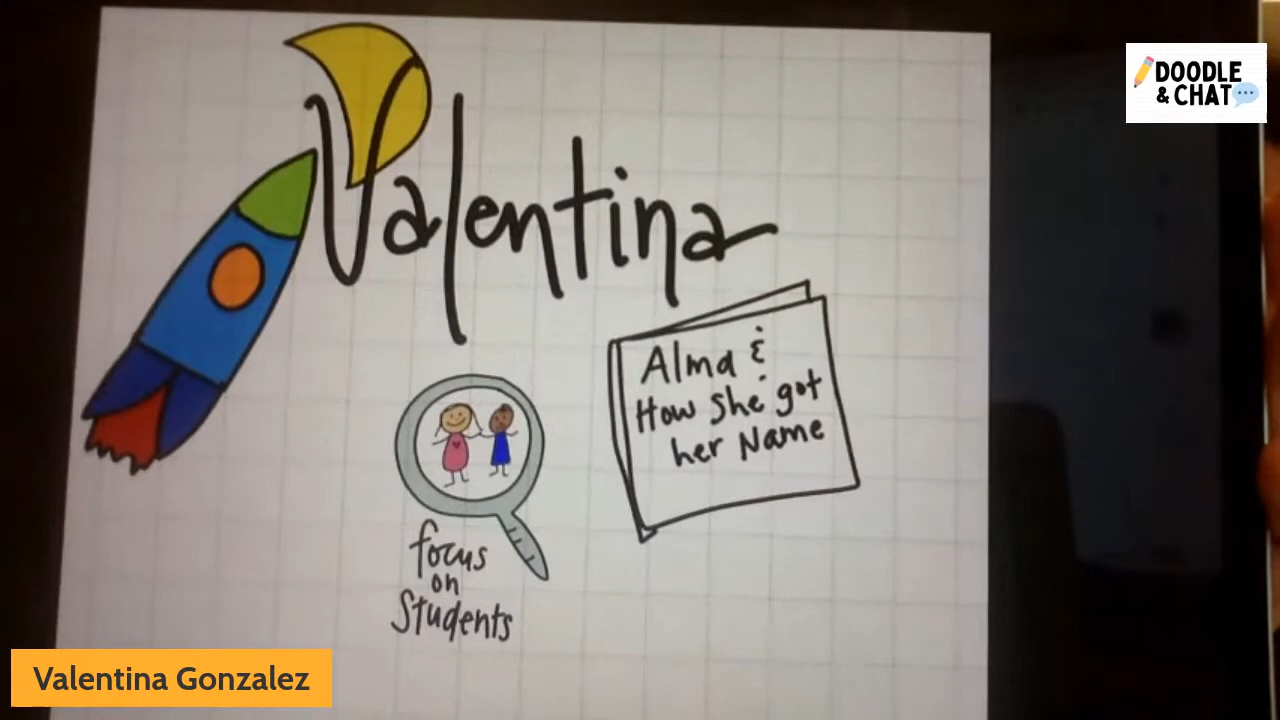 Valentina
Alma &
How She got
her Name
focus
on
Students
DOODLE
& CHAT
Valentina Gonzalez